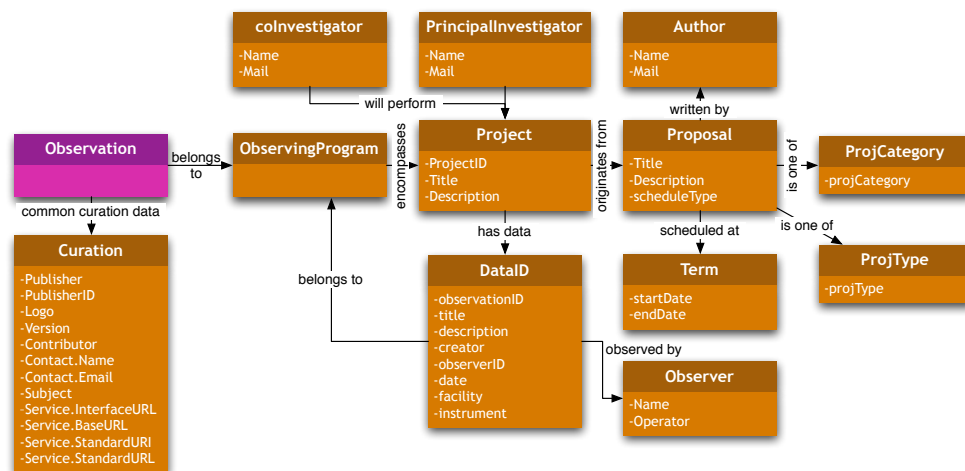 coInvestigator
-Name
-Mail
PrincipalInvestigator
-Name
-Mail
Author
-Name
-Mail
will perform
written by
Observation
belongs
to
ObservingProgram
encompasses
Project
-ProjectID
-Title
-Description
originates from
Proposal
-Title
-Description
-scheduleType
is one of
ProjCategory
-projCategory
common curation data
has data
scheduled at
is one of
Curation
-Publisher
-PublisherID
-Logo
-Version
-Contributor
-Contact.Name
-Contact.Email
-Subject
-Service.InterfaceURL
-Service.BaseURL
-Service.StandardURI
-Service.StandardURL
belongs to
DataID
-observationID
-title
-description
-creator
-observerID
-date
-facility
-instrument
Term
-startDate
-endDate
ProjType
-projType
observed by
Observer
-Name
-Operator